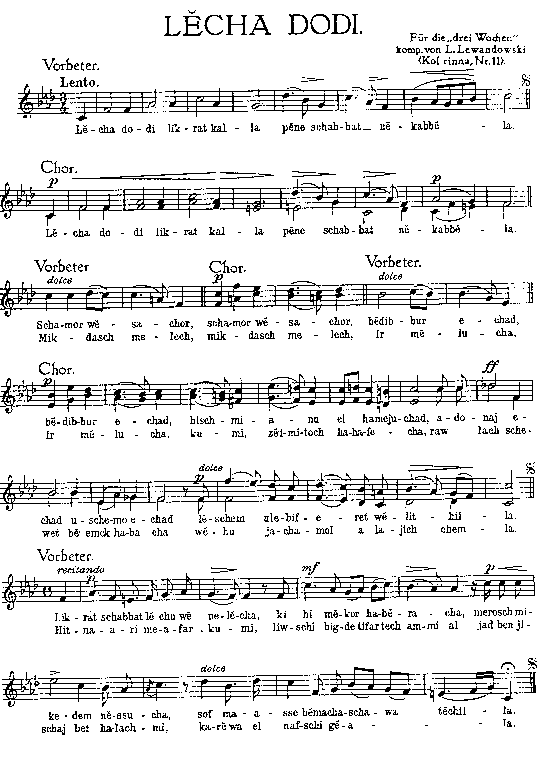 LĔCHA DODI.
Für die „drei Wochen“
komp. von L. Lewandowski
(Kol rinna, Nr. 11).
Vorbeter.
Lento.
Lĕ-cha do-di lik-rat kal-la pĕne schab-bat nĕ-kabbĕ-la.
Chor.
p
p
Lĕ-cha do-di lik-rat kal-la pĕne schab-bat nĕ-kabbĕ-la.
Vorbeter Chor. Vorbeter.
dolce p dolce
Scha-mor wĕ-sa-chor, scha-mor wĕ-sa-chor, bĕdib-bur e-chad,
Mik-dasch me-lech, mik-dasch me-lech, ir mĕ-lu-cha,
Chor.
p ff
bĕ-dib-bur e-chad, hischmi-a-nu el hamejuchad, a-do-naj e-
ir mĕ-lu-cha, ku-mi, zĕi-mi-toch ha-ha-fe-cha, raw lach sche-
dolce
p
chad u-sche-mo e-chad lĕ-schem ule-tif-e-ret wĕ-lit-hil-la.
wet bĕ-emek ha-ba cha wĕ-hu ja-cha-mol a la-jich chem-la.
Vorbeter.
recitando mf p
Lik-rat schabbat lĕ chu wĕ nelĕ-cha, ki hi mĕ-kor ha-bĕ-ra-cha, merosch mi-
Hit-na-a-ri me-a-far ku-mi, liw-schi big-de tifar tech am-mi al jad ben ji-
dolce
ke-dem nĕ-su-cha, sof ma-a-sse bĕmacha-scha-wa tĕchil-la.
schaj bet ha-lach-mi, ka-rĕ wa el naf-schi gĕ-a-la.